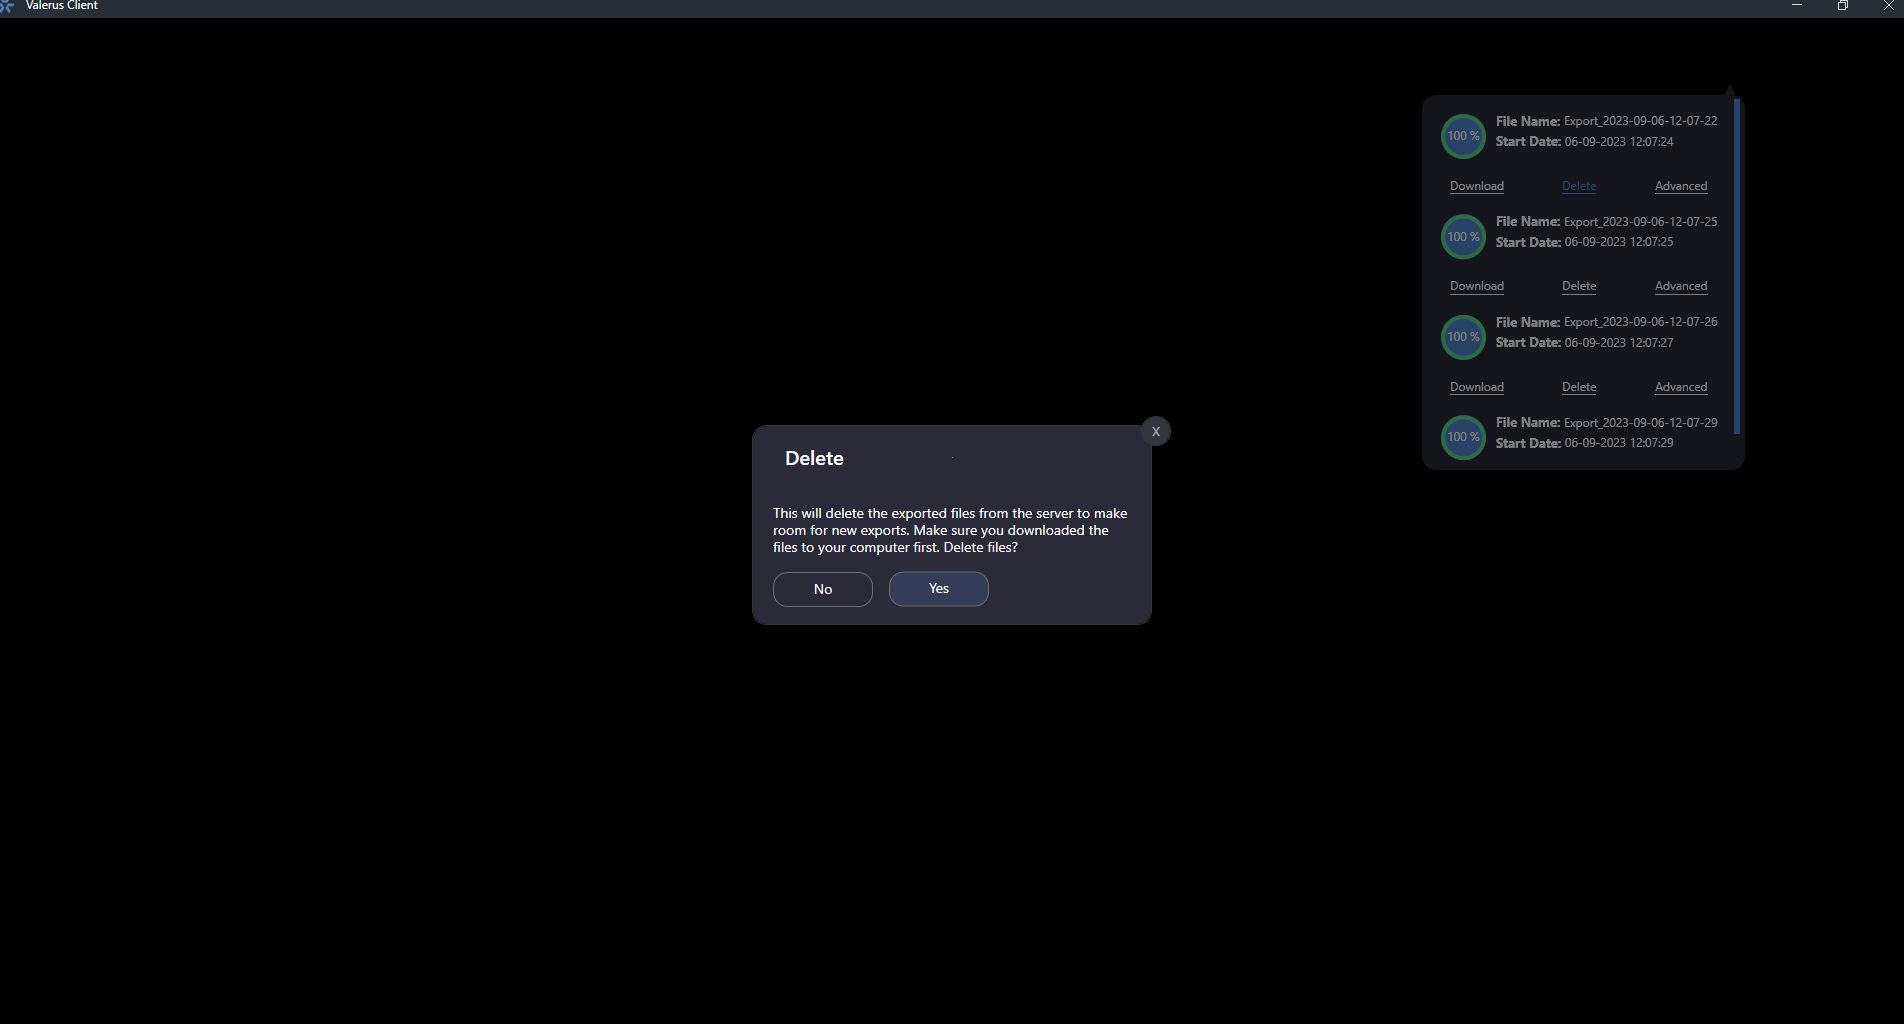 Valerus Client
100 %
File Name: Export_2023-09-06-12-07-22
Start Date: 06-09-2023 12:07:24
Download Delete Advanced
100 %
File Name: Export_2023-09-06-12-07-25
Start Date: 06-09-2023 12:07:25
Download Delete Advanced
100 %
File Name: Export_2023-09-06-12-07-26
Start Date: 06-09-2023 12:07:27
Download Delete Advanced
100 %
File Name: Export_2023-09-06-12-07-29
Start Date: 06-09-2023 12:07:29
X
Delete
This will delete the exported files from the server to make
room for new exports. Make sure you downloaded the
files to your computer first. Delete files?
No Yes